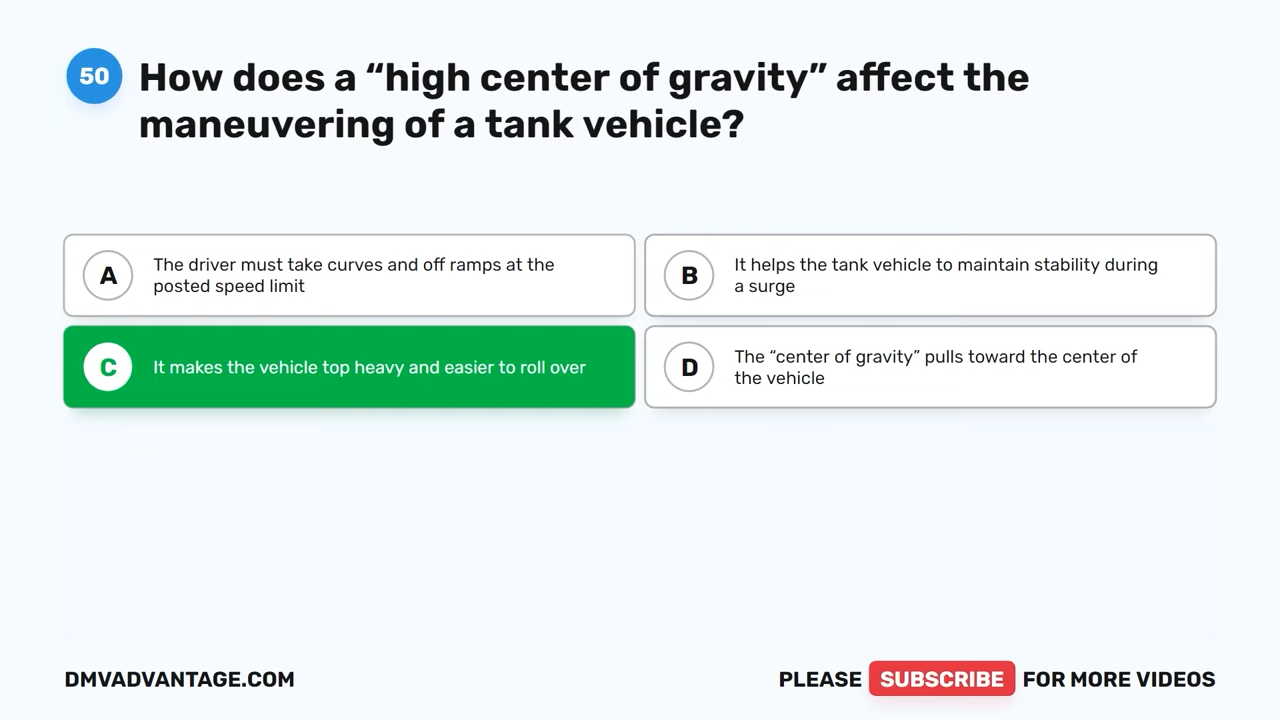 50
How does a “high center of gravity” affect the
maneuvering of a tank vehicle?
A
The driver must take curves and off ramps at the
posted speed limit
B
It helps the tank vehicle to maintain stability during
a surge
C
It makes the vehicle top heavy and easier to roll over
D
The “center of gravity” pulls toward the center of
the vehicle
DMVADVANTAGE.COM
PLEASE SUBSCRIBE FOR MORE VIDEOS